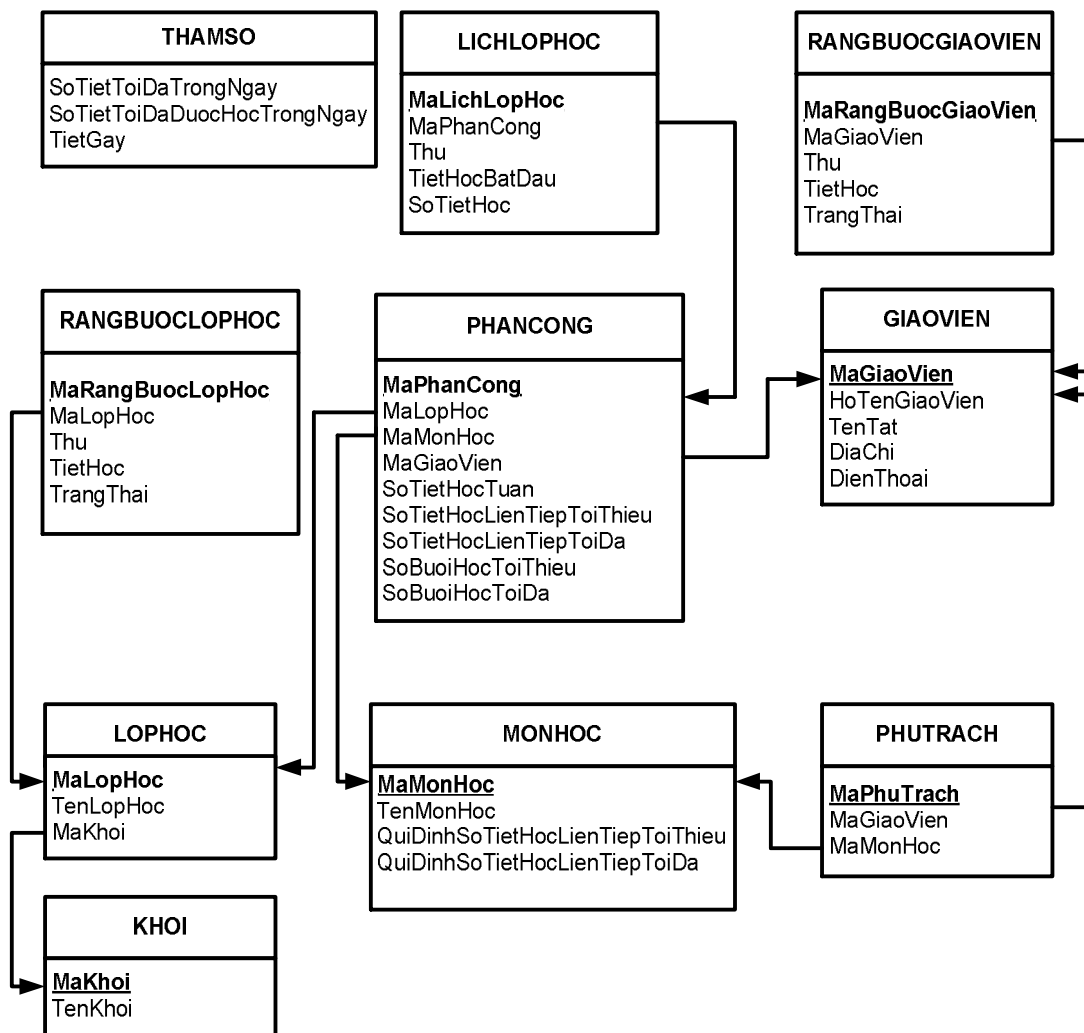 THAMSO
SoTietToiDaTrongNgay
SoTietToiDaDuocHocTrongNgay
TietGay
LICHLOPHOC
MaLichLopHoc
MaPhanCong
Thu
TietHocBatDau
SoTietHoc
RANGBUOCGIAOVIEN
MaRangBuocGiaoVien
MaGiaoVien
Thu
TietHoc
TrangThai
RANGBUOCLOPHOC
MaRangBuocLopHoc
MaLopHoc
Thu
TietHoc
TrangThai
PHANCONG
MaPhanCong
MaLopHoc
MaMonHoc
MaGiaoVien
SoTietHocTuan
SoTietHocLienTiepToiThieu
SoTietHocLienTiepToiDa
SoBuoiHocToiThieu
SoBuoiHocToiDa
GIAOVIEN
MaGiaoVien
HoTenGiaoVien
TenTat
DiaChi
DienThoai
LOPHOC
MaLopHoc
TenLopHoc
MaKhoi
MONHOC
MaMonHoc
TenMonHoc
QuiDinhSoTietHocLienTiepToiThieu
QuiDinhSoTietHocLienTiepToiDa
PHUTRACH
MaPhuTrach
MaGiaoVien
MaMonHoc
KHOI
MaKhoi
TenKhoi